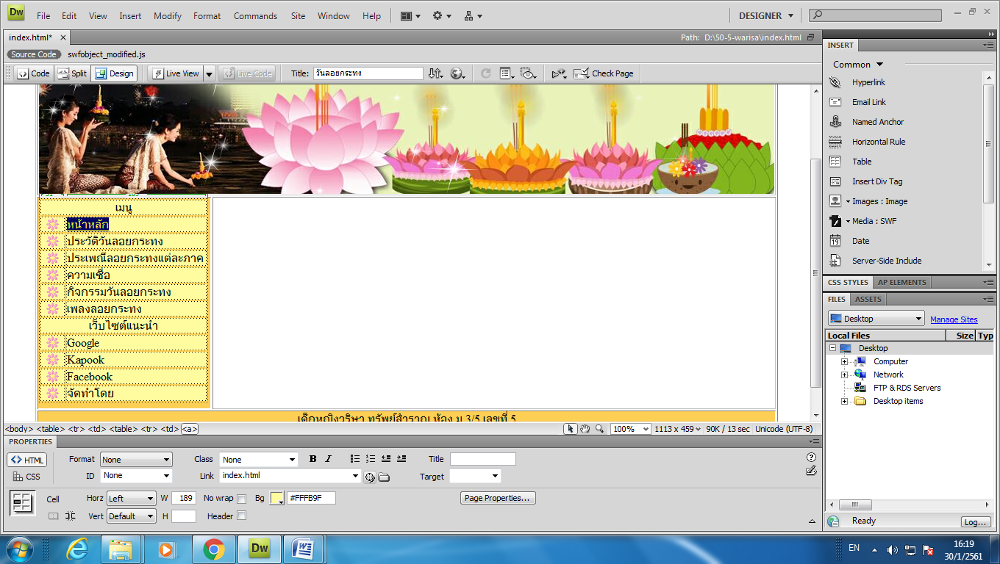 Dw File Edit View Insert Modify Format Commands Site Window Help DESIGNER
index.html* Path: D:\50-5-warisa\index.html
Source Code swfobject_modified.js
Code Split Design Live View Live Code Title: วันลอยกระทง Check Page
เมนู
หน้าหลัก
ประวัติวันลอยกระทง
ประเพณีลอยกระทงแต่ละภาค
ความเชื่อ
กิจกรรมวันลอยกระทง
เพลงลอยกระทง
เว็บไซต์แนะนำ
Google
Kapook
Facebook
จัดทำโดย
เด็กหญิงวริษา ทรัพย์สำราญ ห้อง ม.3/5 เลขที่ 5
<body> <table> <tr> <td> <table> <tr> <td> <a> 100% 1113 x 459 90K / 13 sec Unicode (UTF-8)
PROPERTIES
HTML Format None Class None B I Title
CSS ID None Link index.html Target
Cell Horz Left W 189 No wrap Bg #FFFB9F Page Properties...
Vert Default H Header
INSERT
Common
Hyperlink
Email Link
Named Anchor
Horizontal Rule
Table
Insert Div Tag
Images : Image
Media : SWF
19 Date
Server-Side Include
CSS STYLES AP ELEMENTS
FILES ASSETS
Desktop Manage Sites
Local Files Size Typ
Desktop
Computer
Network
FTP & RDS Servers
Desktop items
Ready Log...
Dw W EN 16:19
30/1/2561